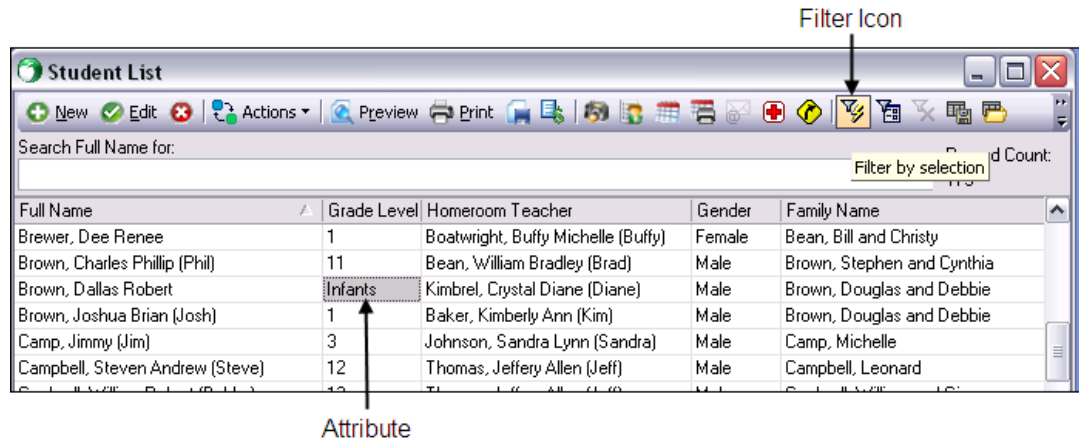 Filter Icon
Student List
New Edit Actions Preview Print
Search Full Name for:
d Count:
Filter by selection
Full Name Grade Level Homeroom Teacher Gender Family Name
Brewer, Dee Renee 1 Boatwright, Buffy Michelle (Buffy) Female Bean, Bill and Christy
Brown, Charles Phillip (Phil) 11 Bean, William Bradley (Brad) Male Brown, Stephen and Cynthia
Brown, Dallas Robert Infants Kimbrel, Crystal Diane (Diane) Male Brown, Douglas and Debbie
Brown, Joshua Brian (Josh) 1 Baker, Kimberly Ann (Kim) Male Brown, Douglas and Debbie
Camp, Jimmy (Jim) 3 Johnson, Sandra Lynn (Sandra) Male Camp, Michelle
Campbell, Steven Andrew (Steve) 12 Thomas, Jeffery Allen (Jeff) Male Campbell, Leonard
Attribute